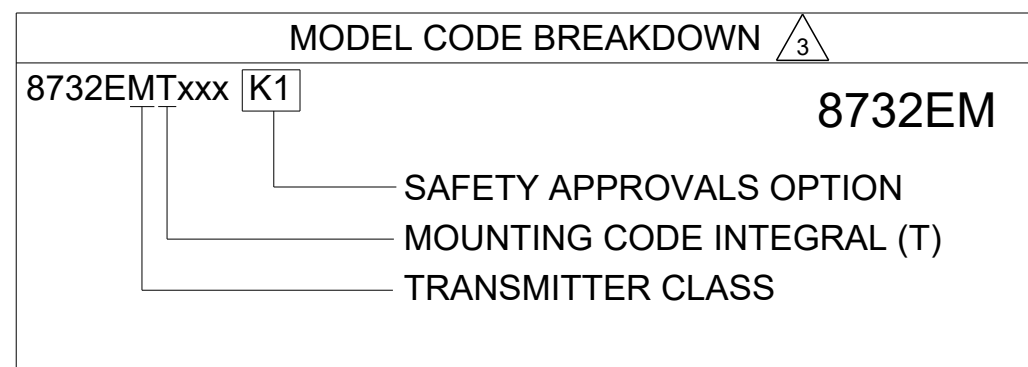 MODEL CODE BREAKDOWN 3
8732EMTxxx K1
8732EM
SAFETY APPROVALS OPTION
MOUNTING CODE INTEGRAL (T)
TRANSMITTER CLASS